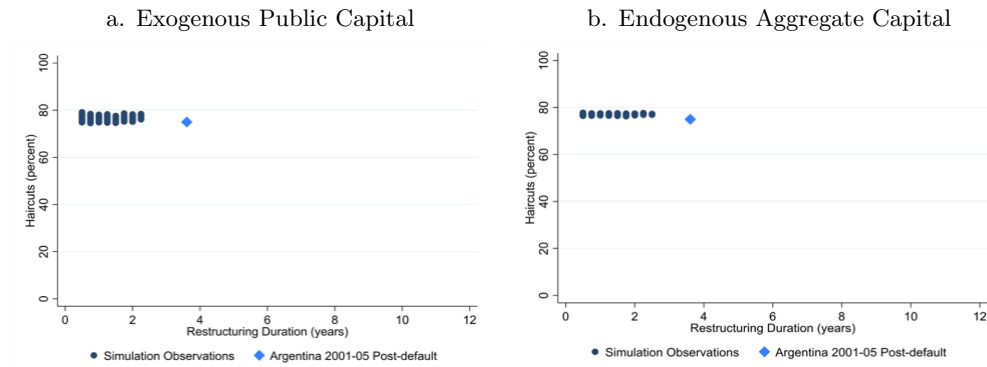 a. Exogenous Public Capital
Haircuts (percent)
100
80
60
40
20
0
0 2 4 6 8 10 12
Restructuring Duration (years)
Simulation Observations Argentina 2001-05 Post-default
b. Endogenous Aggregate Capital
Haircuts (percent)
100
80
60
40
20
0
0 2 4 6 8 10 12
Restructuring Duration (years)
Simulation Observations Argentina 2001-05 Post-default